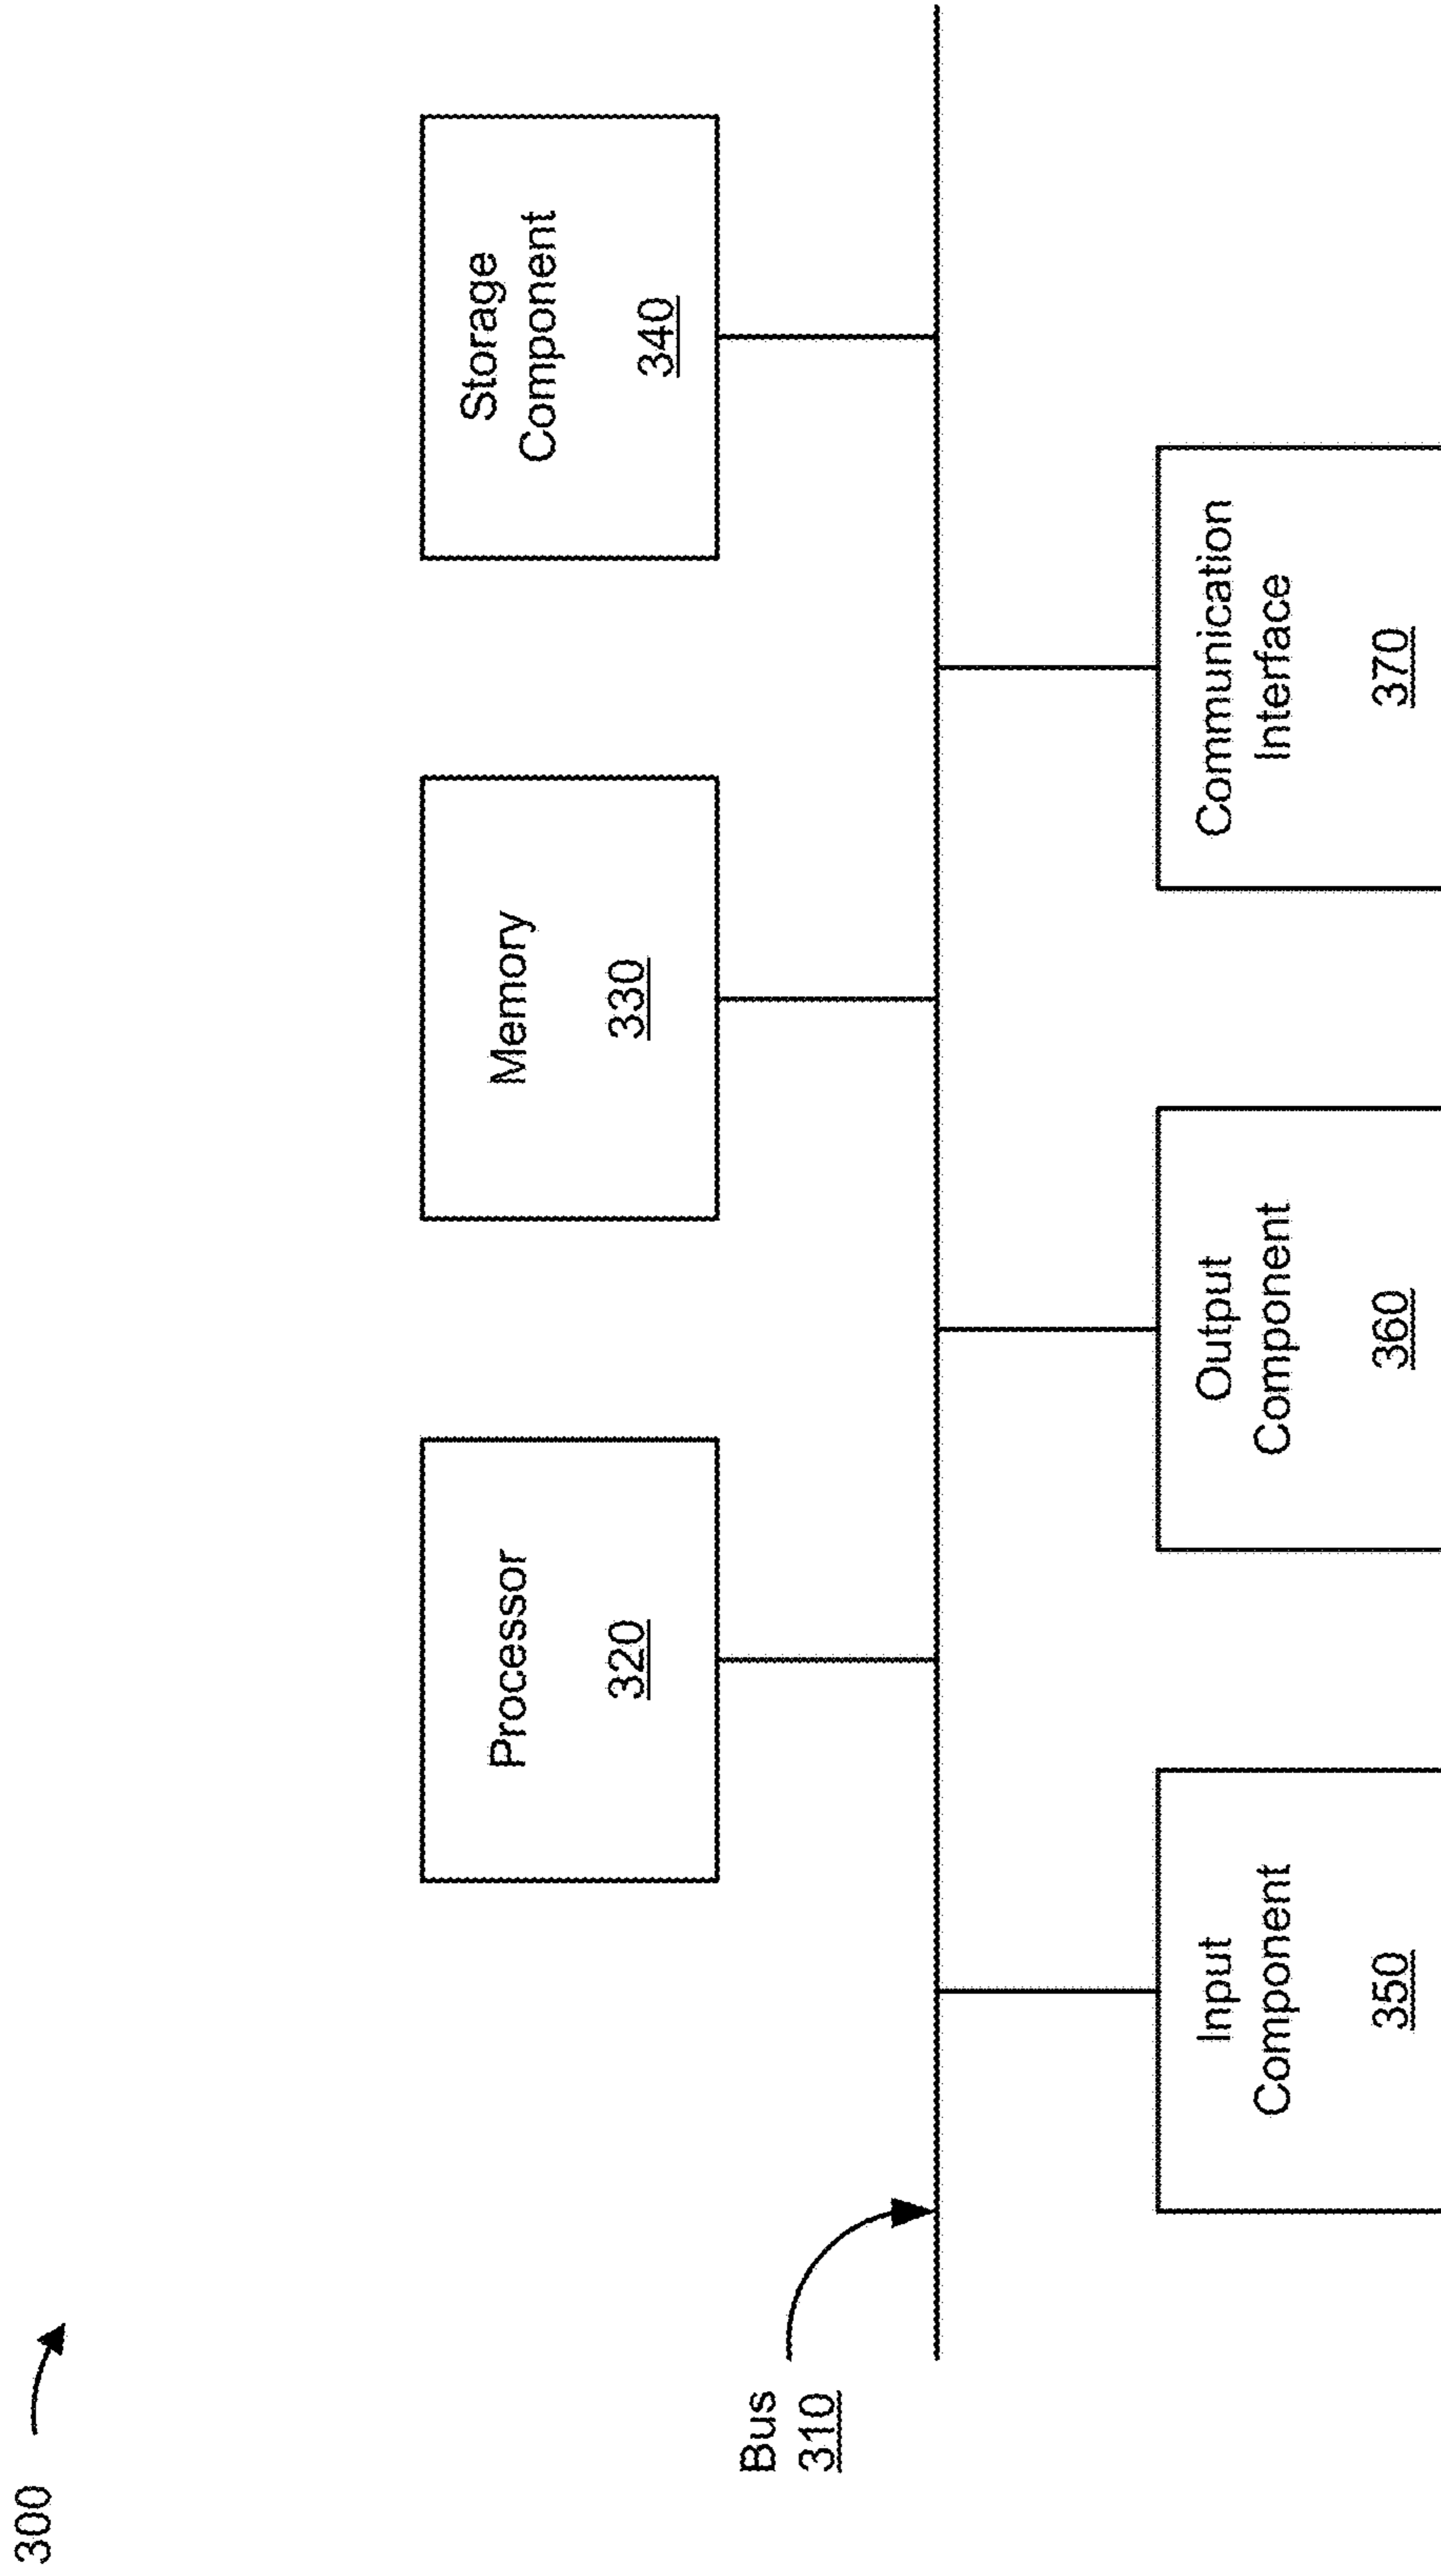 300
Processor
320
Memory
330
Storage
Component
340
Bus
310
Input
Component
350
Output
Component
360
Communication
Interface
370